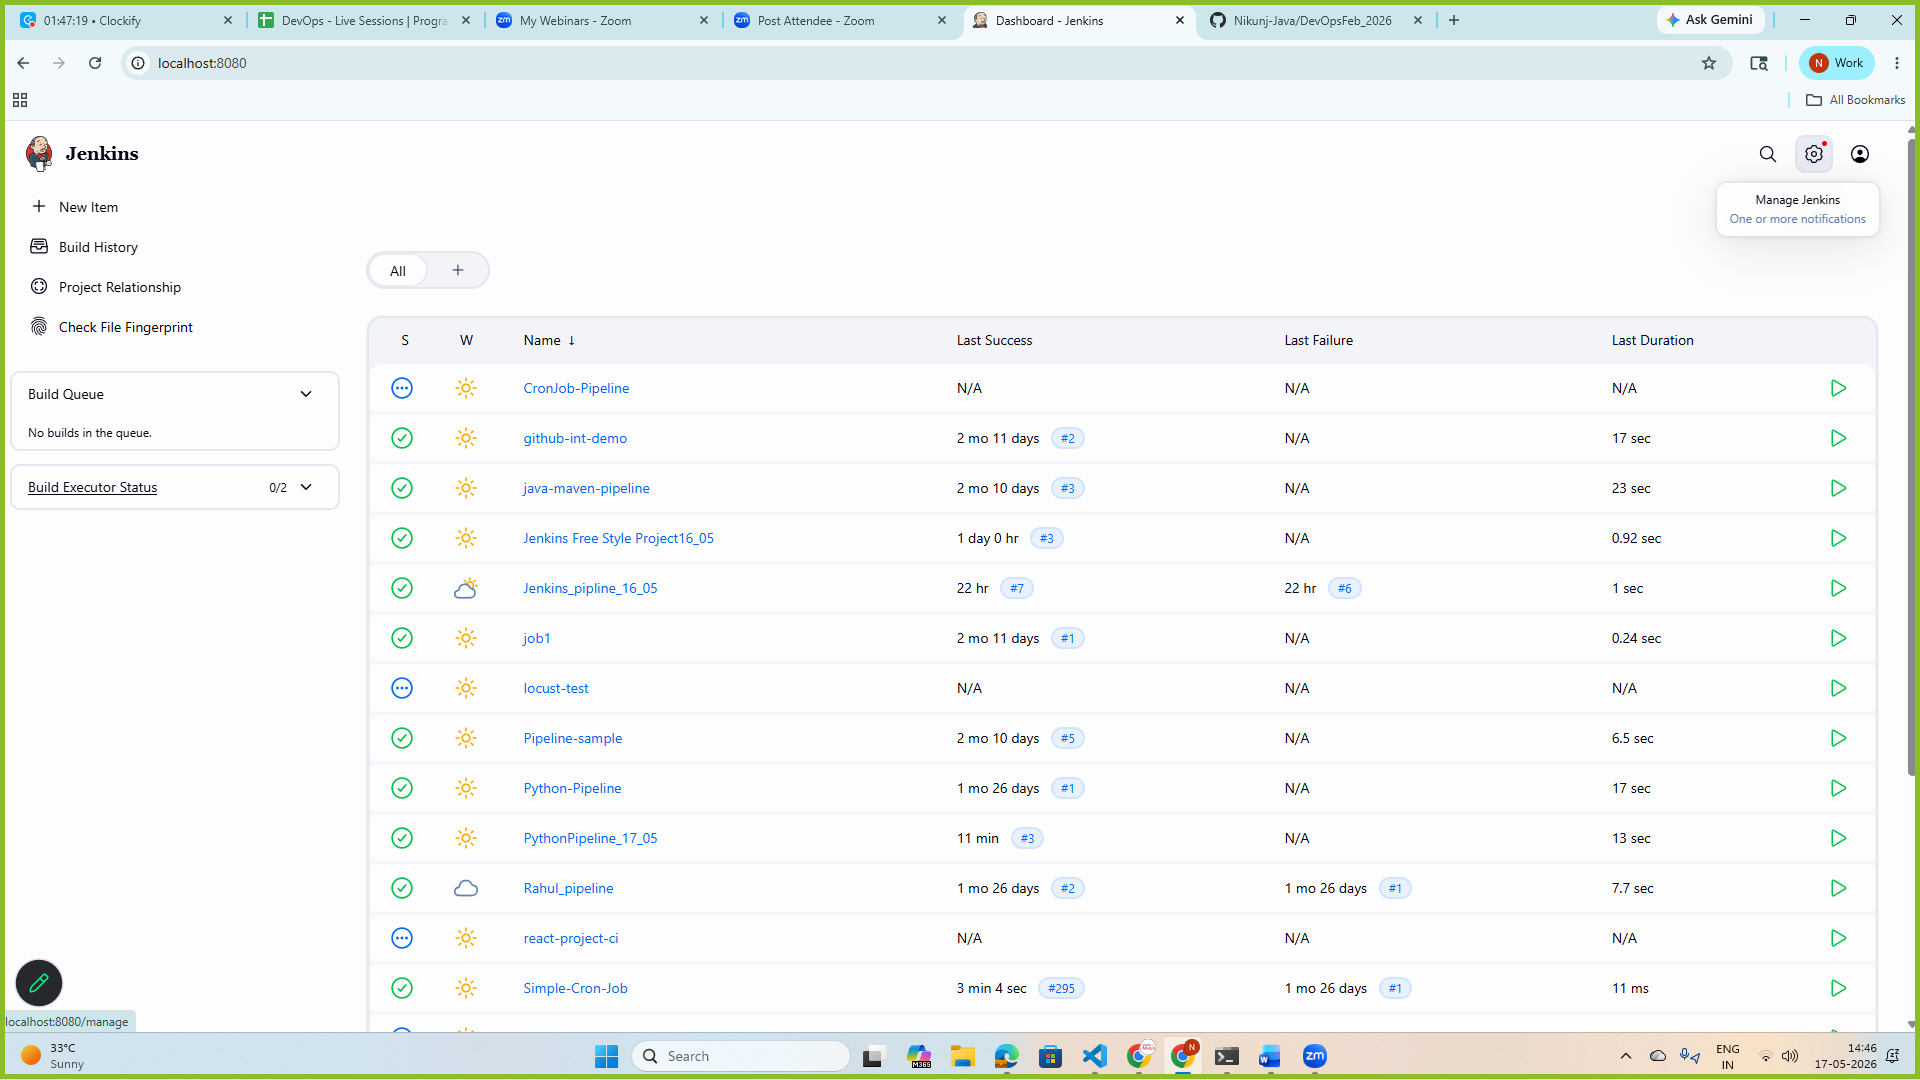 01:47:19 • Clockify
DevOps - Live Sessions | Progra
My Webinars - Zoom
Post Attendee - Zoom
Dashboard - Jenkins
Nikunj-Java/DevOpsFeb_2026
Ask Gemini
localhost:8080
N Work
All Bookmarks
Jenkins
Manage Jenkins
One or more notifications
New Item
Build History
Project Relationship
Check File Fingerprint
Build Queue
No builds in the queue.
Build Executor Status 0/2
All +
S W Name ↓ Last Success Last Failure Last Duration
CronJob-Pipeline N/A N/A N/A
github-int-demo 2 mo 11 days #2 N/A 17 sec
java-maven-pipeline 2 mo 10 days #3 N/A 23 sec
Jenkins Free Style Project16_05 1 day 0 hr #3 N/A 0.92 sec
Jenkins_pipline_16_05 22 hr #7 22 hr #6 1 sec
job1 2 mo 11 days #1 N/A 0.24 sec
locust-test N/A N/A N/A
Pipeline-sample 2 mo 10 days #5 N/A 6.5 sec
Python-Pipeline 1 mo 26 days #1 N/A 17 sec
PythonPipeline_17_05 11 min #3 N/A 13 sec
Rahul_pipeline 1 mo 26 days #2 1 mo 26 days #1 7.7 sec
react-project-ci N/A N/A N/A
Simple-Cron-Job 3 min 4 sec #295 1 mo 26 days #1 11 ms
localhost:8080/manage
33°C
Sunny
Search
M365
N
zm
ENG
IN
14:46
17-05-2026